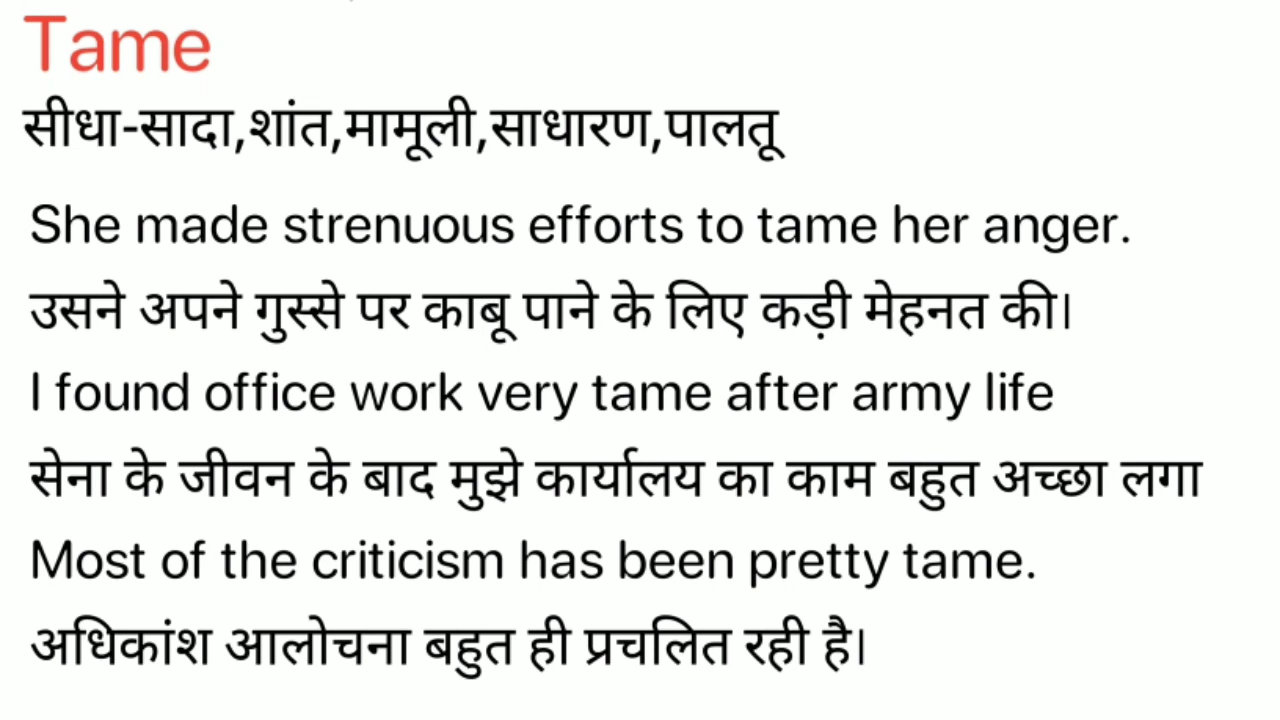 Tame
सीधा-सादा,शांत,मामूली,साधारण,पालतू
She made strenuous efforts to tame her anger.
उसने अपने गुस्से पर काबू पाने के लिए कड़ी मेहनत की।
I found office work very tame after army life
सेना के जीवन के बाद मुझे कार्यालय का काम बहुत अच्छा लगा
Most of the criticism has been pretty tame.
अधिकांश आलोचना बहुत ही प्रचलित रही है।